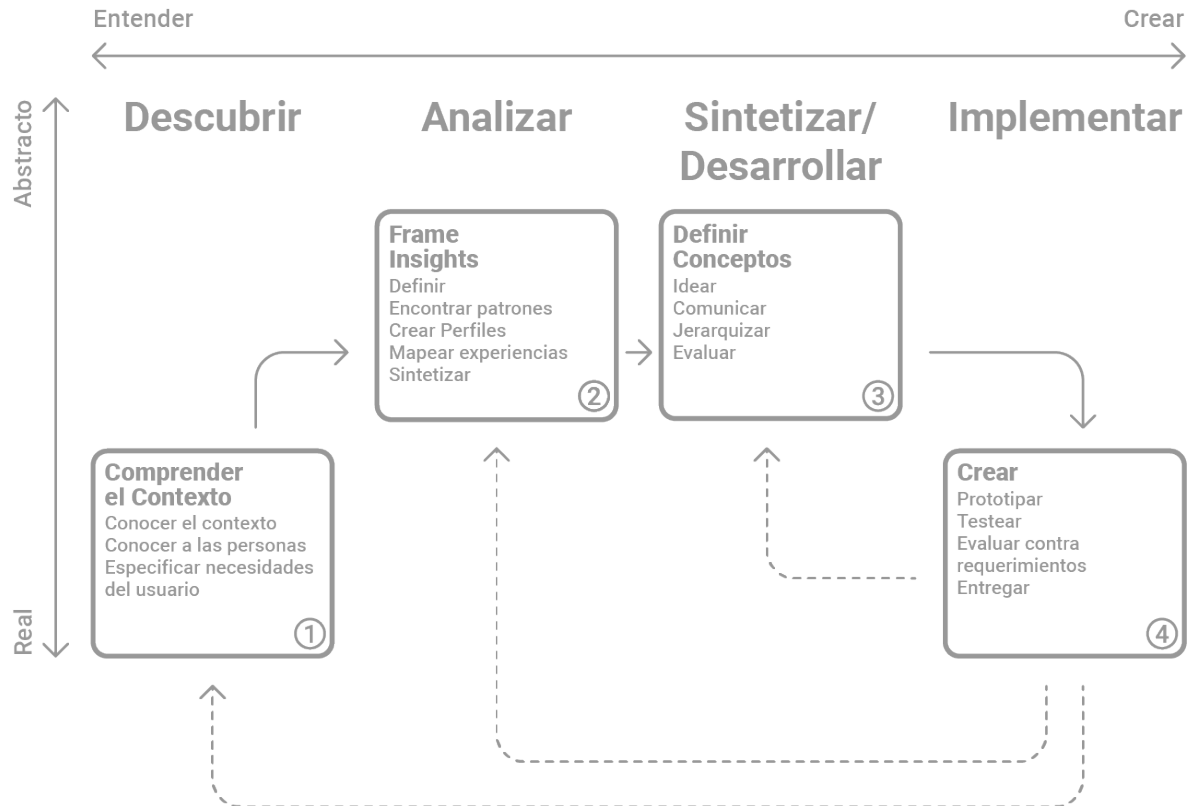 Entender
Crear
Abstracto
Real
Descubrir
Analizar
Sintetizar/
Desarrollar
Implementar
Comprender
el Contexto
Conocer el contexto
Conocer a las personas
Especificar necesidades
del usuario
1
Frame
Insights
Definir
Encontrar patrones
Crear Perfiles
Mapear experiencias
Sintetizar
2
Definir
Conceptos
Idear
Comunicar
Jerarquizar
Evaluar
3
Crear
Prototipar
Testear
Evaluar contra
requerimientos
Entregar
4